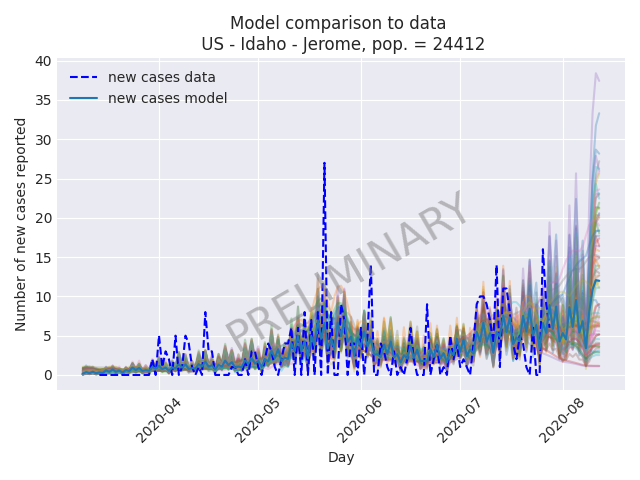 Model comparison to data
US - Idaho - Jerome, pop. = 24412
new cases data
new cases model
PRELIMINARY
Number of new cases reported
40
35
30
25
20
15
10
5
0
2020-04
2020-05
2020-06
2020-07
2020-08
Day